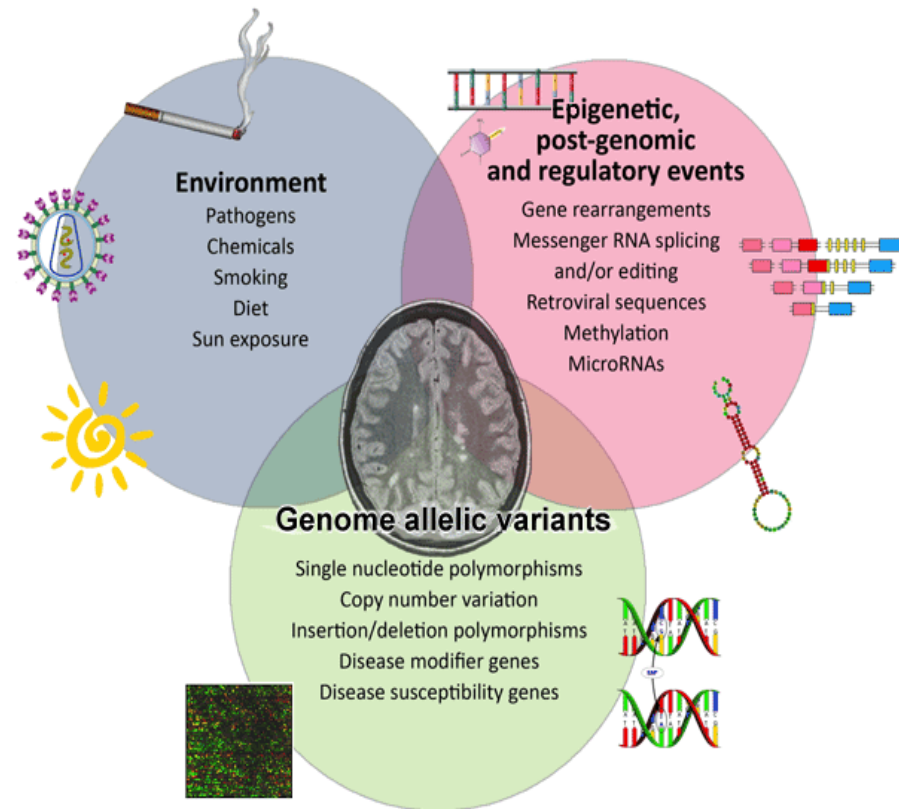 Environment
Pathogens
Chemicals
Smoking
Diet
Sun exposure
Epigenetic,
post-genomic
and regulatory events
Gene rearrangements
Messenger RNA splicing
and/or editing
Retroviral sequences
Methylation
MicroRNAs
Genome allelic variants
Single nucleotide polymorphisms
Copy number variation
Insertion/deletion polymorphisms
Disease modifier genes
Disease susceptibility genes
SNP